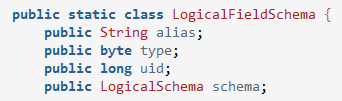 public static class LogicalFieldSchema {
    public String alias;
    public byte type;
    public long uid;
    public LogicalSchema schema;